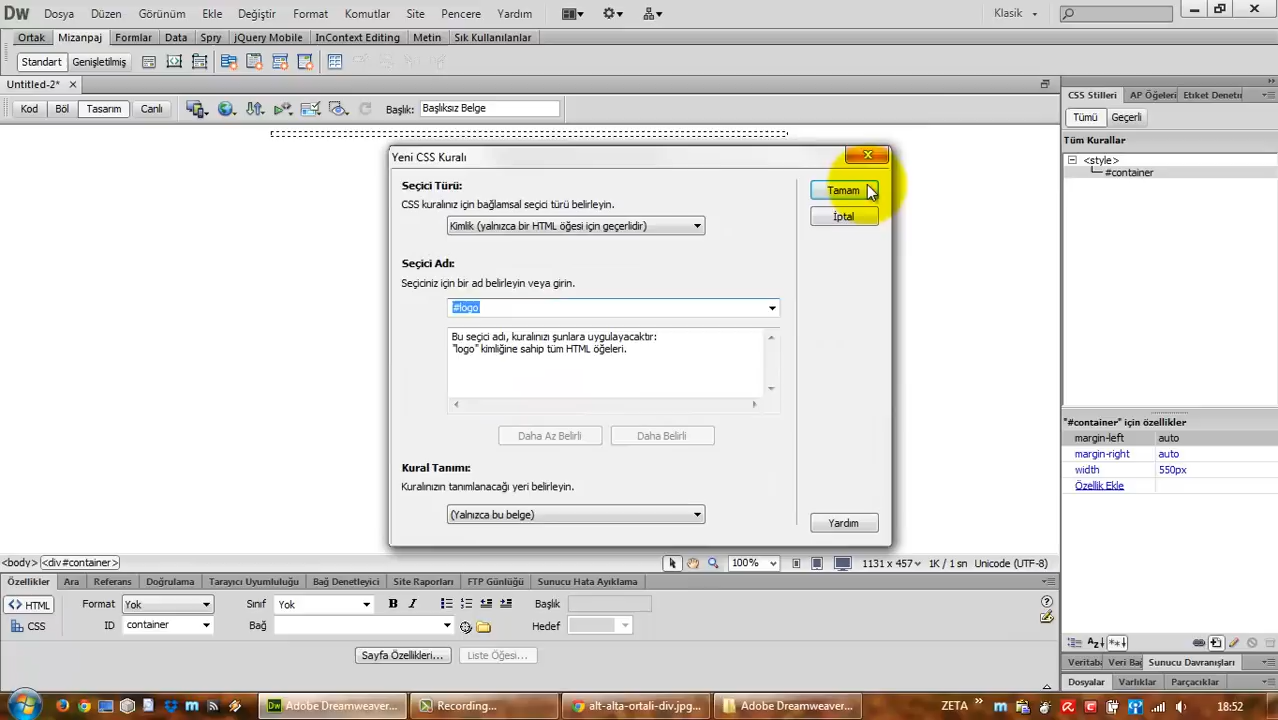 Dw Dosya Düzen Görünüm Ekle Değiştir Format Komutlar Site Pencere Yardım Klasik
Ortak Mizanpaj Formlar Data Spry jQuery Mobile InContext Editing Metin Sık Kullanılanlar
Standart Genişletilmiş
Untitled-2*
Kod Böl Tasarım Canlı Başlık: Başlıksız Belge
CSS Stilleri AP Öğeleri Etiket Denetin
Tümü Geçerli
Tüm Kurallar
<style>
#container
Yeni CSS Kuralı
Seçici Türü:
CSS kuralınız için bağlamsal seçici türü belirleyin.
Kimlik (yalnızca bir HTML öğesi için geçerlidir)
Tamam
İptal
Seçici Adı:
Seçiciniz için bir ad belirleyin veya girin.
#logo
Bu seçici adı, kuralınızı şunlara uygulayacaktır:
"logo" kimliğine sahip tüm HTML öğeleri.
Daha Az Belirli Daha Belirli
Kural Tanımı:
Kuralınızın tanımlanacağı yeri belirleyin.
(Yalnızca bu belge)
Yardım
"#container" için özellikler
margin-left auto
margin-right auto
width 550px
Özellik Ekle
<body> <div#container> 100% 1131 x 457 1K / 1 sn Unicode (UTF-8)
Özellikler Ara Referans Doğrulama Tarayıcı Uyumluluğu Bağ Denetleyici Site Raporları FTP Günlüğü Sunucu Hata Ayıklama
<> HTML Format Yok Sınıf Yok B I Başlık
CSS ID container Bağ Hedef
Sayfa Özellikleri... Liste Öğesi...
Veritaba Veri Bağ Sunucu Davranışları
Dosyalar Varlıklar Parçacıklar
Adobe Dreamweaver... Recording... alt-alta-ortali-div.jpg... Adobe Dreamweaver... ZETA » 18:52